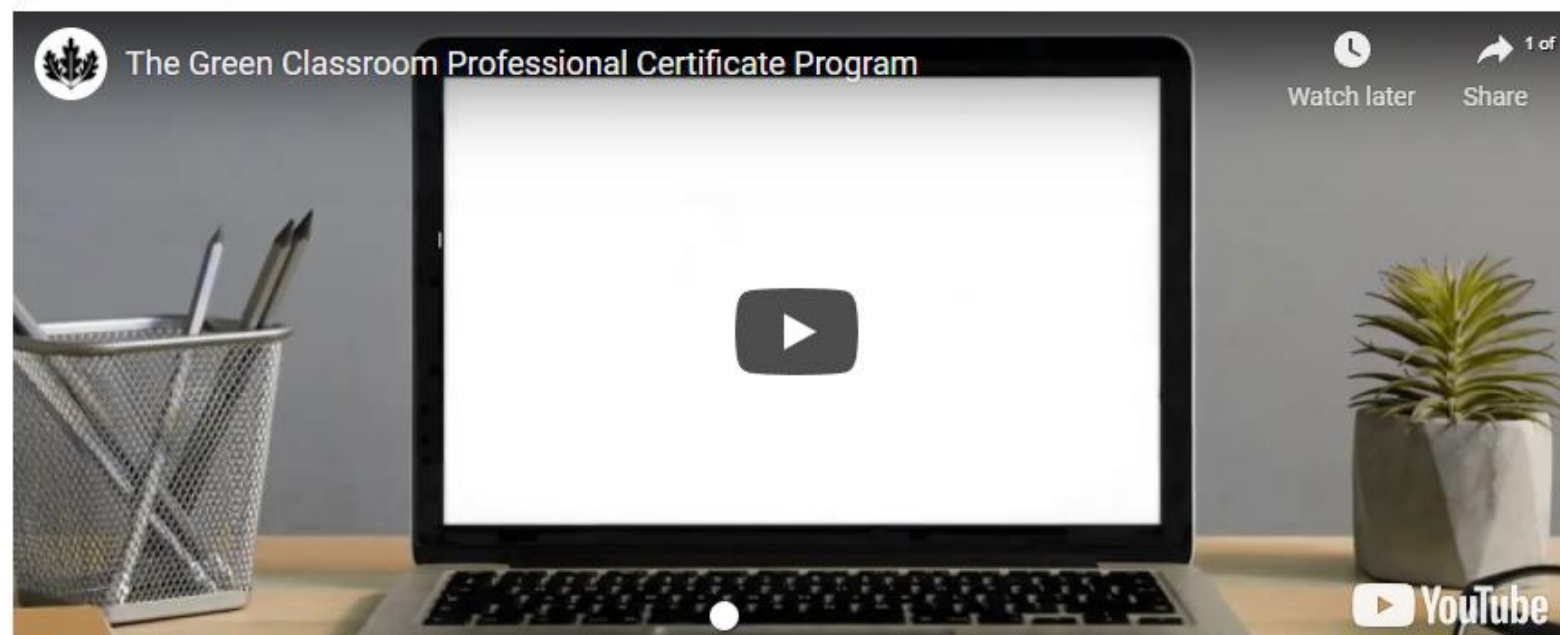 The Green Classroom Professional Certificate Program
1 of
Watch later
Share
YouTube